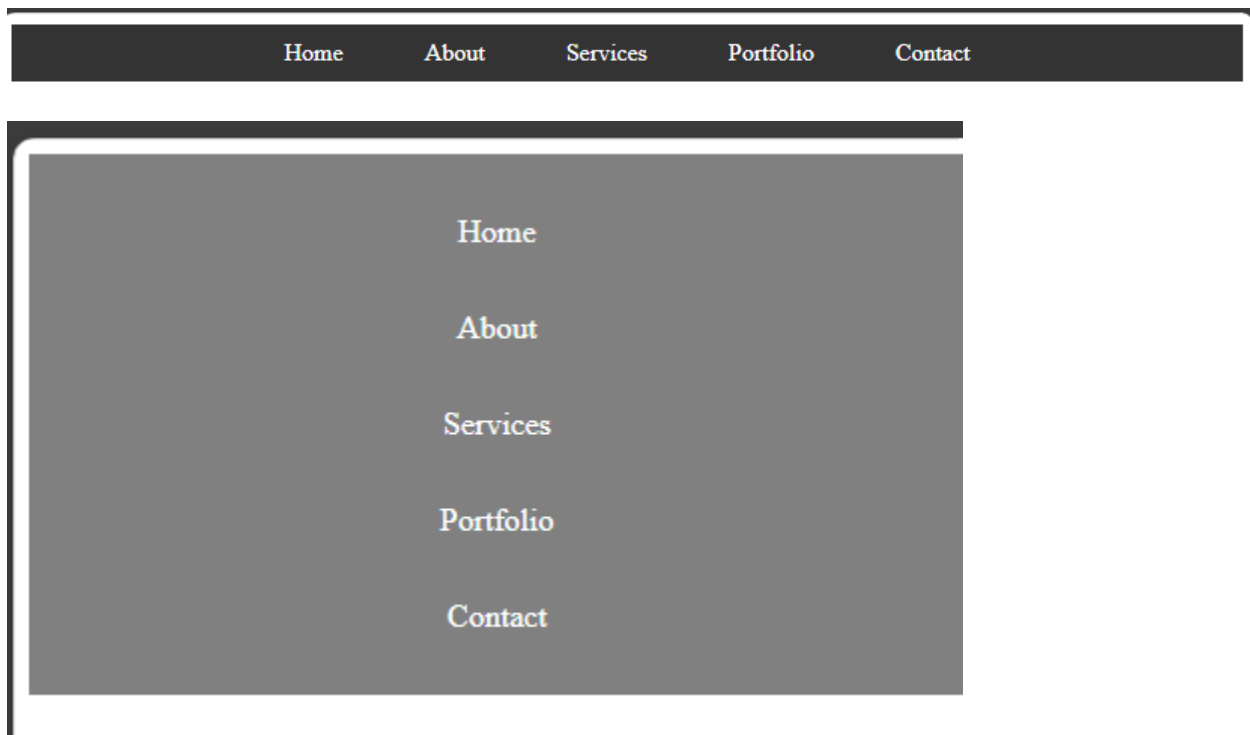 Home About Services Portfolio Contact
Home
About
Services
Portfolio
Contact